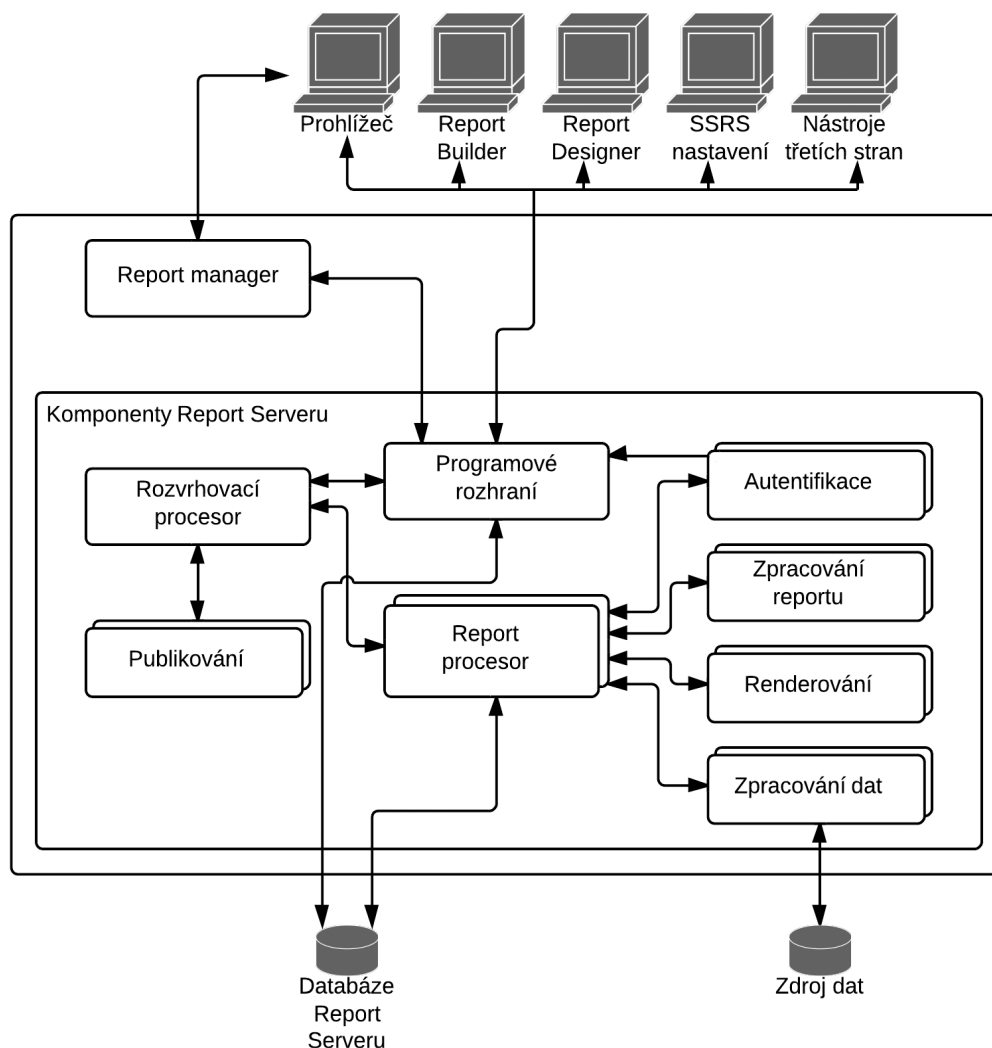 Prohlížeč
Report
Builder
Report
Designer
SSRS
nastavení
Nástroje
třetích stran
Report manager
Komponenty Report Serveru
Programové
rozhraní
Rozvrhovací
procesor
Autentifikace
Zpracování
reportu
Report
procesor
Publikování
Renderování
Zpracování dat
Databáze
Report
Serveru
Zdroj dat